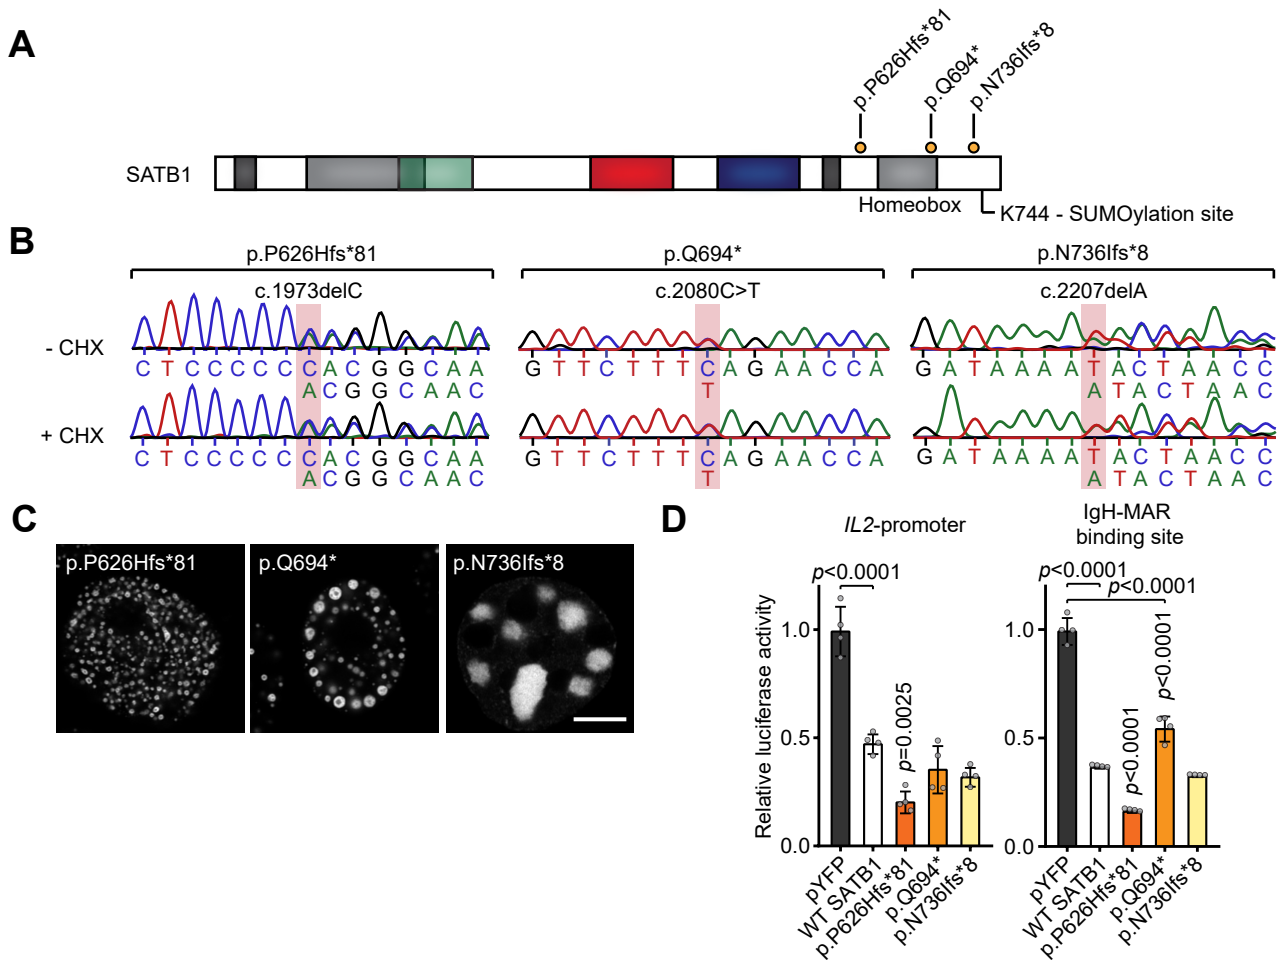 A
p.P626Hfs*81
p.Q694*
p.N736Ifs*8
SATB1
Homeobox
K744 - SUMOylation site
B
p.P626Hfs*81
p.Q694*
p.N736Ifs*8
c.1973delC
c.2080C>T
c.2207delA
- CHX
C T C C C C C C A C G G C A A
A C G G C A A C
G T T C T T T C A G A A C C A
T
G A T A A A A T A C T A A C C
A T A C T A A C
+ CHX
C T C C C C C C A C G G C A A
A C G G C A A C
G T T C T T T C A G A A C C A
T
G A T A A A A T A C T A A C C
A T A C T A A C
C
p.P626Hfs*81
p.Q694*
p.N736Ifs*8
D
IL2-promoter
Relative luciferase activity
1.0
0.5
0.0
p<0.0001
p=0.0025
pYFP
WT SATB1
p.P626Hfs*81
p.Q694*
p.N736Ifs*8
IgH-MAR
binding site
1.0
0.5
0.0
p<0.0001
p<0.0001
p<0.0001
p<0.0001
pYFP
WT SATB1
p.P626Hfs*81
p.Q694*
p.N736Ifs*8